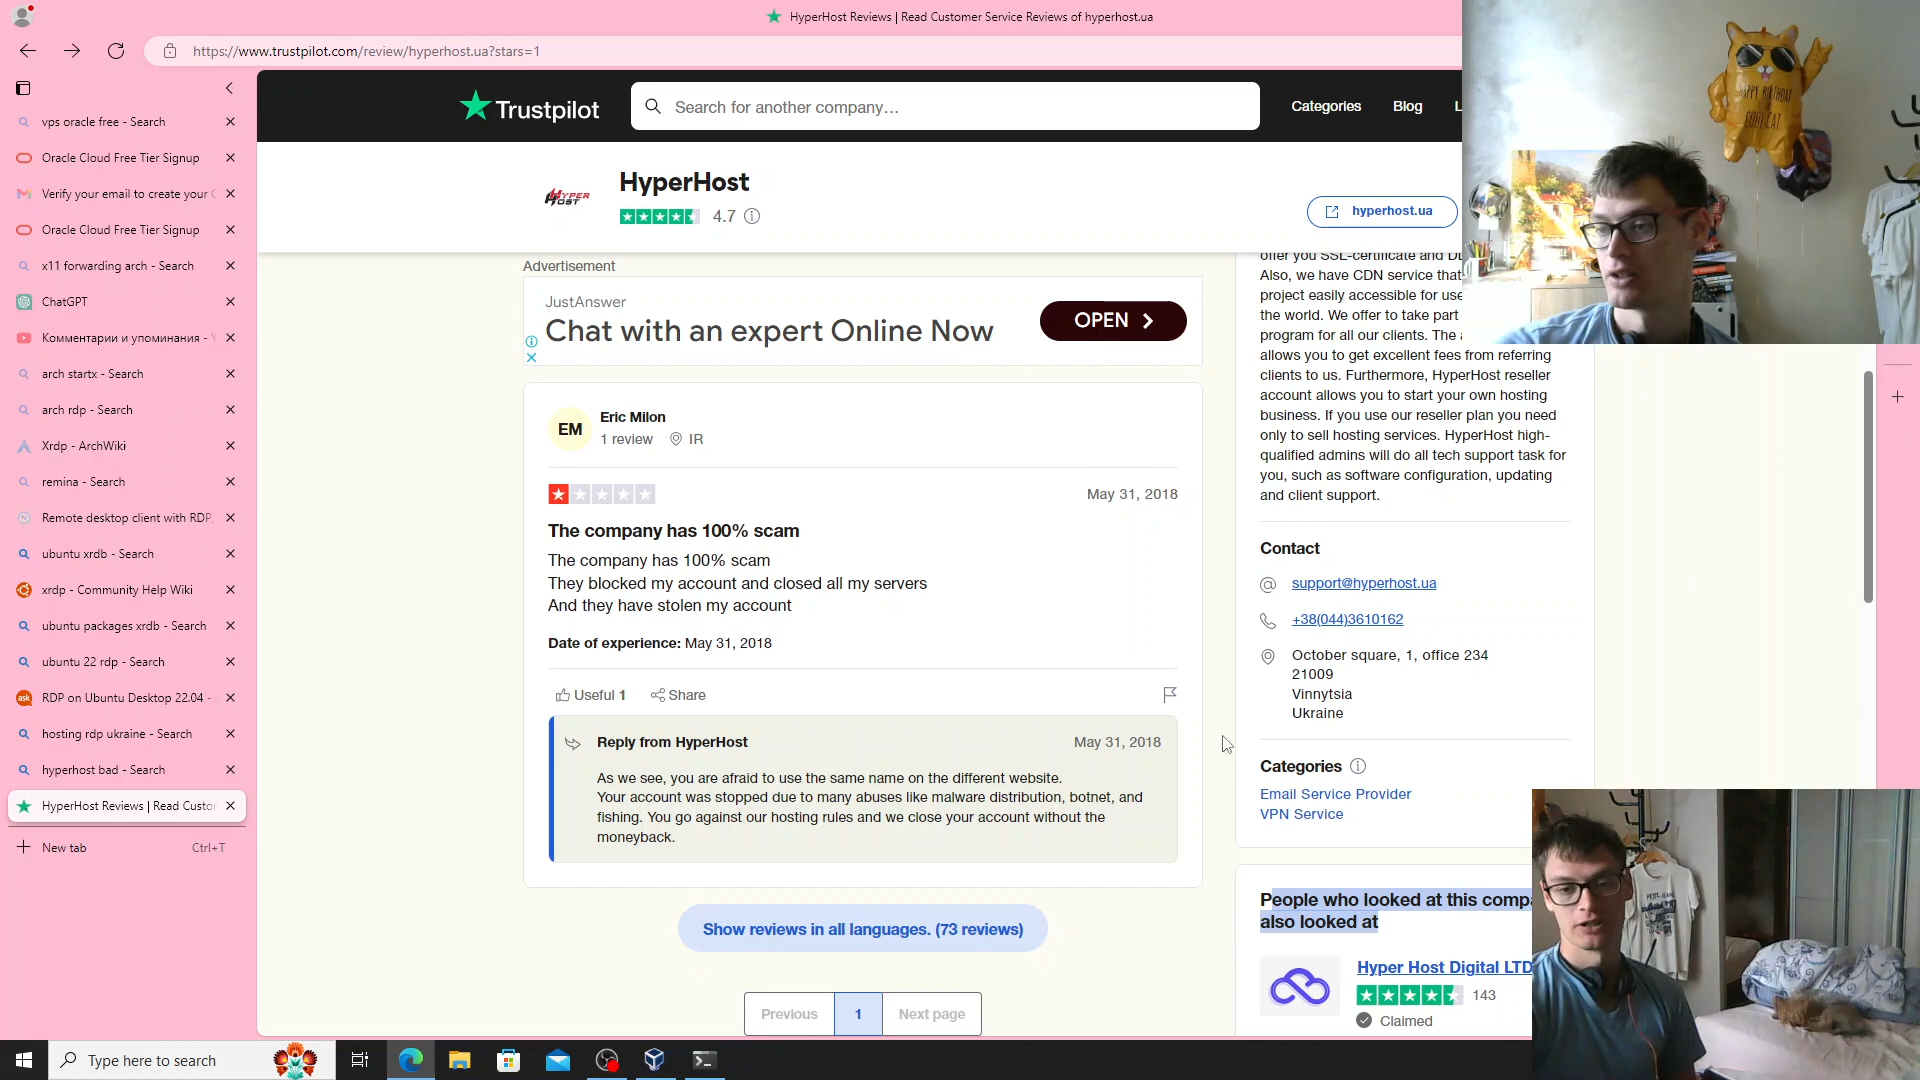 HyperHost Reviews | Read Customer Service Reviews of hyperhost.ua
https://www.trustpilot.com/review/hyperhost.ua?stars=1
vps oracle free - Search
Oracle Cloud Free Tier Signup
Verify your email to create your
Oracle Cloud Free Tier Signup
x11 forwarding arch - Search
ChatGPT
Комментарии и упоминания -
arch startx - Search
arch rdp - Search
Xrdp - ArchWiki
remina - Search
Remote desktop client with RDP,
ubuntu xrdb - Search
xrdp - Community Help Wiki
ubuntu packages xrdb - Search
ubuntu 22 rdp - Search
RDP on Ubuntu Desktop 22.04 -
hosting rdp ukraine - Search
hyperhost bad - Search
HyperHost Reviews | Read Custor
New tab Ctrl+T
Trustpilot
Search for another company...
Categories Blog L
HYPER HOST
HyperHost
4.7
hyperhost.ua
Advertisement
JustAnswer
Chat with an expert Online Now
OPEN
EM
Eric Milon
1 review IR
May 31, 2018
The company has 100% scam
The company has 100% scam
They blocked my account and closed all my servers
And they have stolen my account
Date of experience: May 31, 2018
Useful 1 Share
Reply from HyperHost May 31, 2018
As we see, you are afraid to use the same name on the different website.
Your account was stopped due to many abuses like malware distribution, botnet, and
fishing. You go against our hosting rules and we close your account without the
moneyback.
Show reviews in all languages. (73 reviews)
Previous 1 Next page
offer you SSL-certificate and
Also, we have CDN service that
project easily accessible for use
the world. We offer to take part
program for all our clients. The
allows you to get excellent fees from referring
clients to us. Furthermore, HyperHost reseller
account allows you to start your own hosting
business. If you use our reseller plan you need
only to sell hosting services. HyperHost high-
qualified admins will do all tech support task for
you, such as software configuration, updating
and client support.
Contact
support@hyperhost.ua
+38(044)3610162
October square, 1, office 234
21009
Vinnytsia
Ukraine
Categories
Email Service Provider
VPN Service
People who looked at this compa
also looked at
Hyper Host Digital LTD
143
Claimed
HAPPY BIRTHDAY
COOL CAT
Type here to search